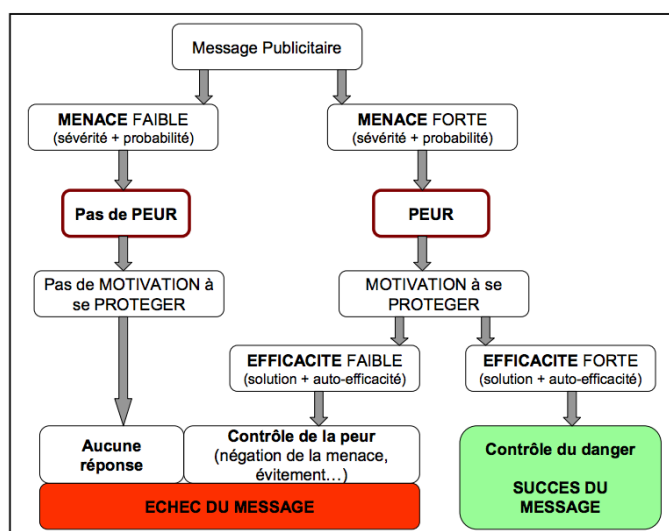 Message Publicitaire
MENACE FAIBLE
(sévérité + probabilité)
MENACE FORTE
(sévérité + probabilité)
Pas de PEUR
PEUR
Pas de MOTIVATION à
se PROTEGER
MOTIVATION à se
PROTEGER
EFFICACITE FAIBLE
(solution + auto-efficacité)
EFFICACITE FORTE
(solution + auto-efficacité)
Aucune
réponse
Contrôle de la peur
(négation de la menace,
évitement…)
Contrôle du danger
SUCCES DU
MESSAGE
ECHEC DU MESSAGE